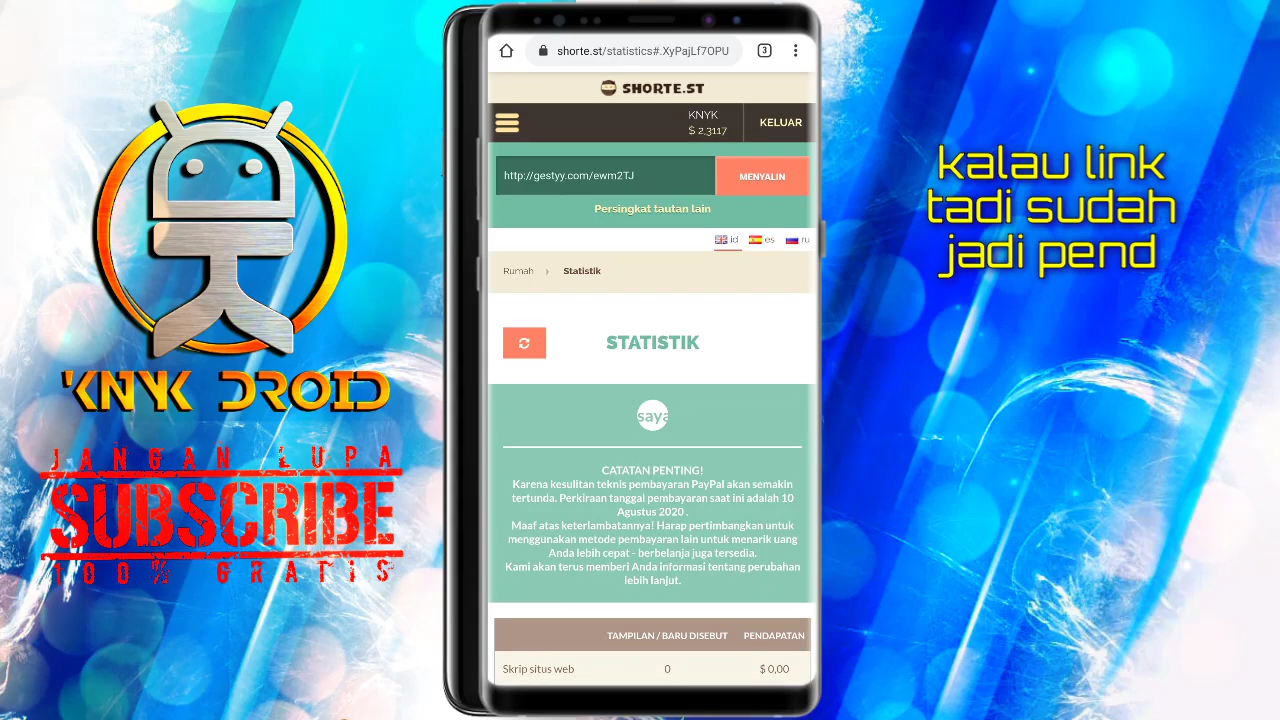 'KNYK DROID
JANGAN LUPA
SUBSCRIBE
100% GRATIS
shorte.st/statistics#.XyPajLf7OPU
3
SHORTE.ST
KNYK
$ 2,3117
KELUAR
http://gestyy.com/ewm2TJ
MENYALIN
Persingkat tautan lain
id es ru
Rumah Statistik
STATISTIK
saya
CATATAN PENTING!
Karena kesulitan teknis pembayaran PayPal akan semakin
tertunda. Perkiraan tanggal pembayaran saat ini adalah 10
Agustus 2020 .
Maaf atas keterlambatannya! Harap pertimbangkan untuk
menggunakan metode pembayaran lain untuk menarik uang
Anda lebih cepat - berbelanja juga tersedia.
Kami akan terus memberi Anda informasi tentang perubahan
lebih lanjut.
TAMPILAN / BARU DISEBUT PENDAPATAN
Skrip situs web 0 $ 0,00
kalau link
tadi sudah
jadi pend